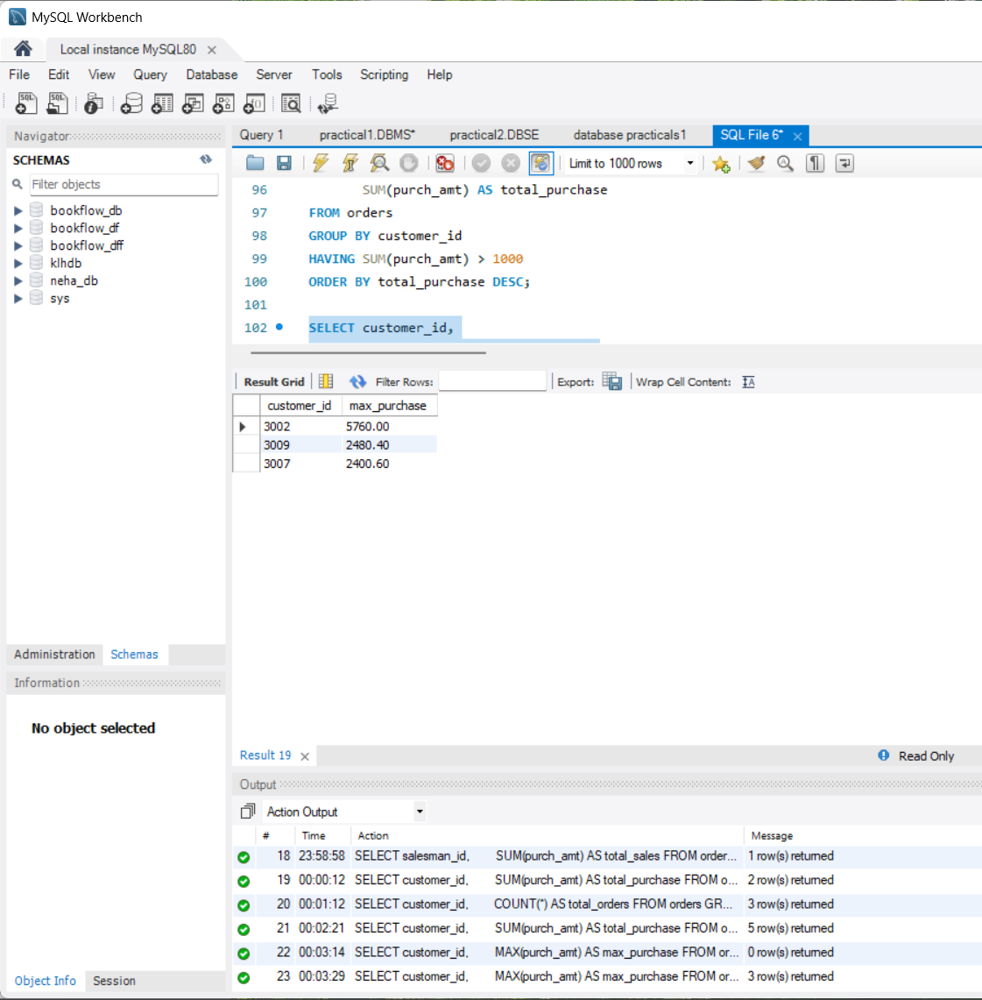 MySQL Workbench
Local instance MySQL80
File Edit View Query Database Server Tools Scripting Help
Navigator
SCHEMAS
Filter objects
bookflow_db
bookflow_df
bookflow_dff
klhdb
neha_db
sys
Administration Schemas
Information
No object selected
Object Info Session
Query 1 practical1.DBMS* practical2.DBSE database practicals1 SQL File 6*
Limit to 1000 rows
96 SUM(purch_amt) AS total_purchase
97 FROM orders
98 GROUP BY customer_id
99 HAVING SUM(purch_amt) > 1000
100 ORDER BY total_purchase DESC;
101
102 SELECT customer_id,
Result Grid Filter Rows: Export: Wrap Cell Content:
customer_id max_purchase
3002 5760.00
3009 2480.40
3007 2400.60
Result 19 Read Only
Output
Action Output
# Time Action Message
18 23:58:58 SELECT salesman_id, SUM(purch_amt) AS total_sales FROM order... 1 row(s) returned
19 00:00:12 SELECT customer_id, SUM(purch_amt) AS total_purchase FROM o... 2 row(s) returned
20 00:01:12 SELECT customer_id, COUNT(*) AS total_orders FROM orders GR... 3 row(s) returned
21 00:02:21 SELECT customer_id, SUM(purch_amt) AS total_purchase FROM o... 5 row(s) returned
22 00:03:14 SELECT customer_id, MAX(purch_amt) AS max_purchase FROM or... 0 row(s) returned
23 00:03:29 SELECT customer_id, MAX(purch_amt) AS max_purchase FROM or... 3 row(s) returned